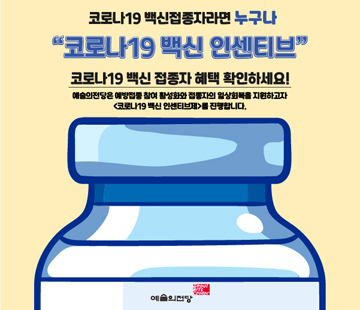 코로나19 백신접종자라면 누구나
“코로나19 백신 인센티브”
코로나19 백신 접종자 혜택 확인하세요!
예술의전당은 예방접종 참여 활성화와 접종자의 일상회복을 지원하고자
<코로나19 백신 인센티브제>를 진행합니다.
예술의전당